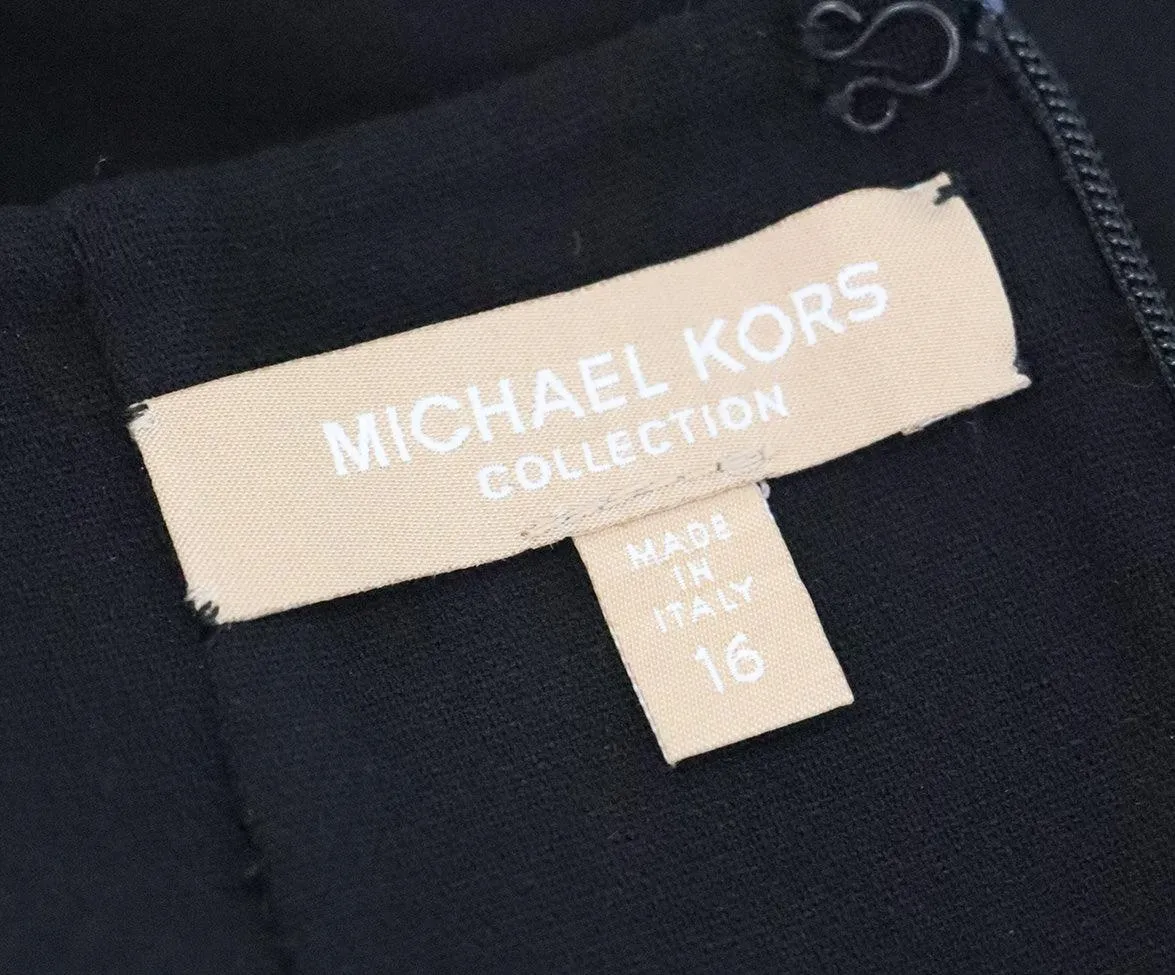 MICHAEL KORS
COLLECTION
MADE
IN
ITALY
16